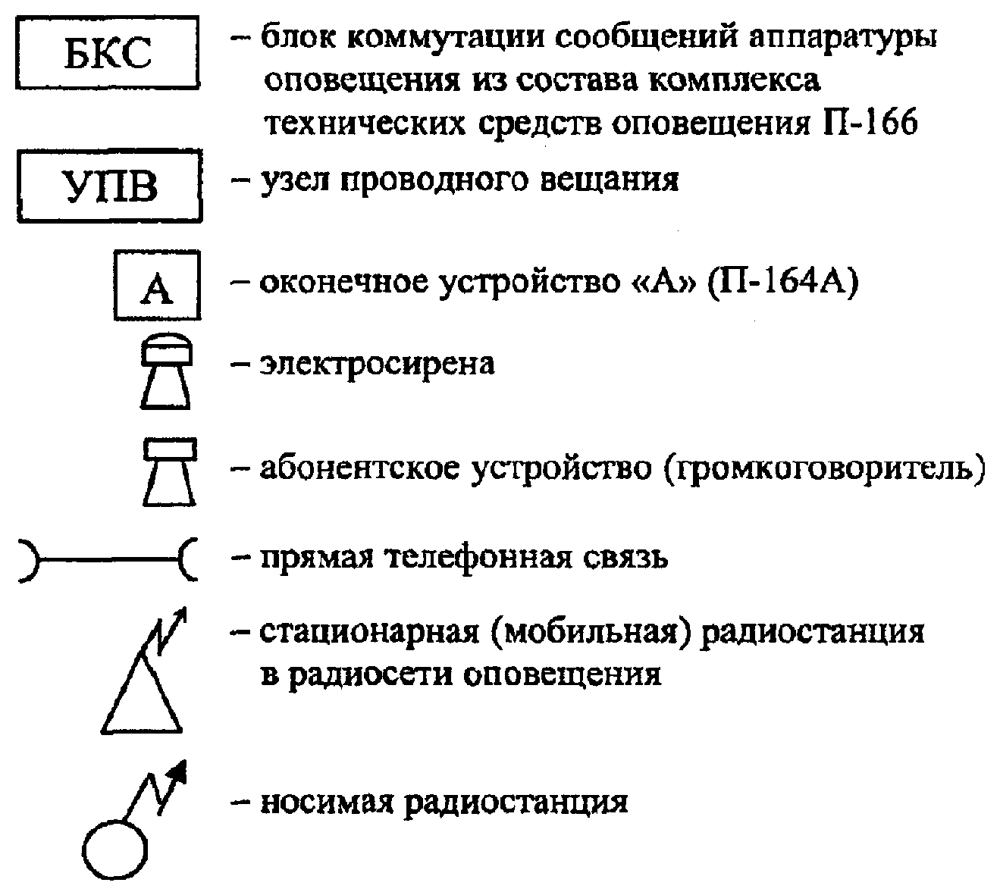 БКС – блок коммутации сообщений аппаратуры
оповещения из состава комплекса
технических средств оповещения П-166
УПВ – узел проводного вещания
А – оконечное устройство «А» (П-164А)
– электросирена
– абонентское устройство (громкоговоритель)
– прямая телефонная связь
– стационарная (мобильная) радиостанция
в радиосети оповещения
– носимая радиостанция